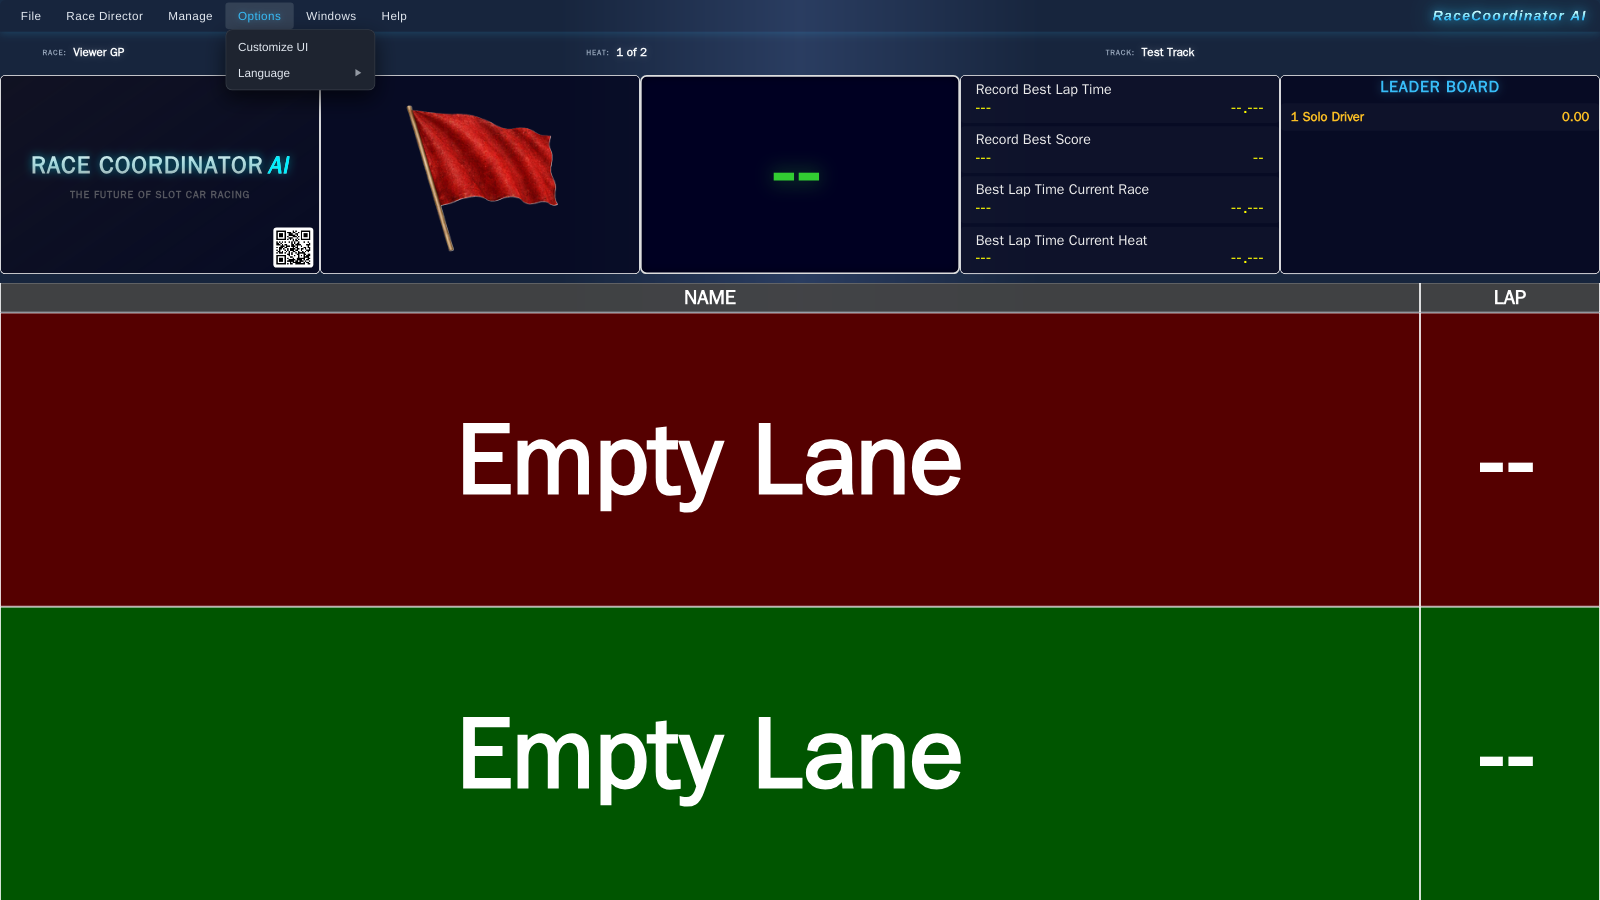 File Race Director Manage Options Windows Help RaceCoordinator AI
Customize UI
Language
RACE: Viewer GP HEAT: 1 of 2 TRACK: Test Track
RACE COORDINATOR AI
THE FUTURE OF SLOT CAR RACING
--
Record Best Lap Time
--- --.---
Record Best Score
--- --
Best Lap Time Current Race
--- --.---
Best Lap Time Current Heat
--- --.---
LEADER BOARD
1 Solo Driver 0.00
NAME LAP
Empty Lane --
Empty Lane --